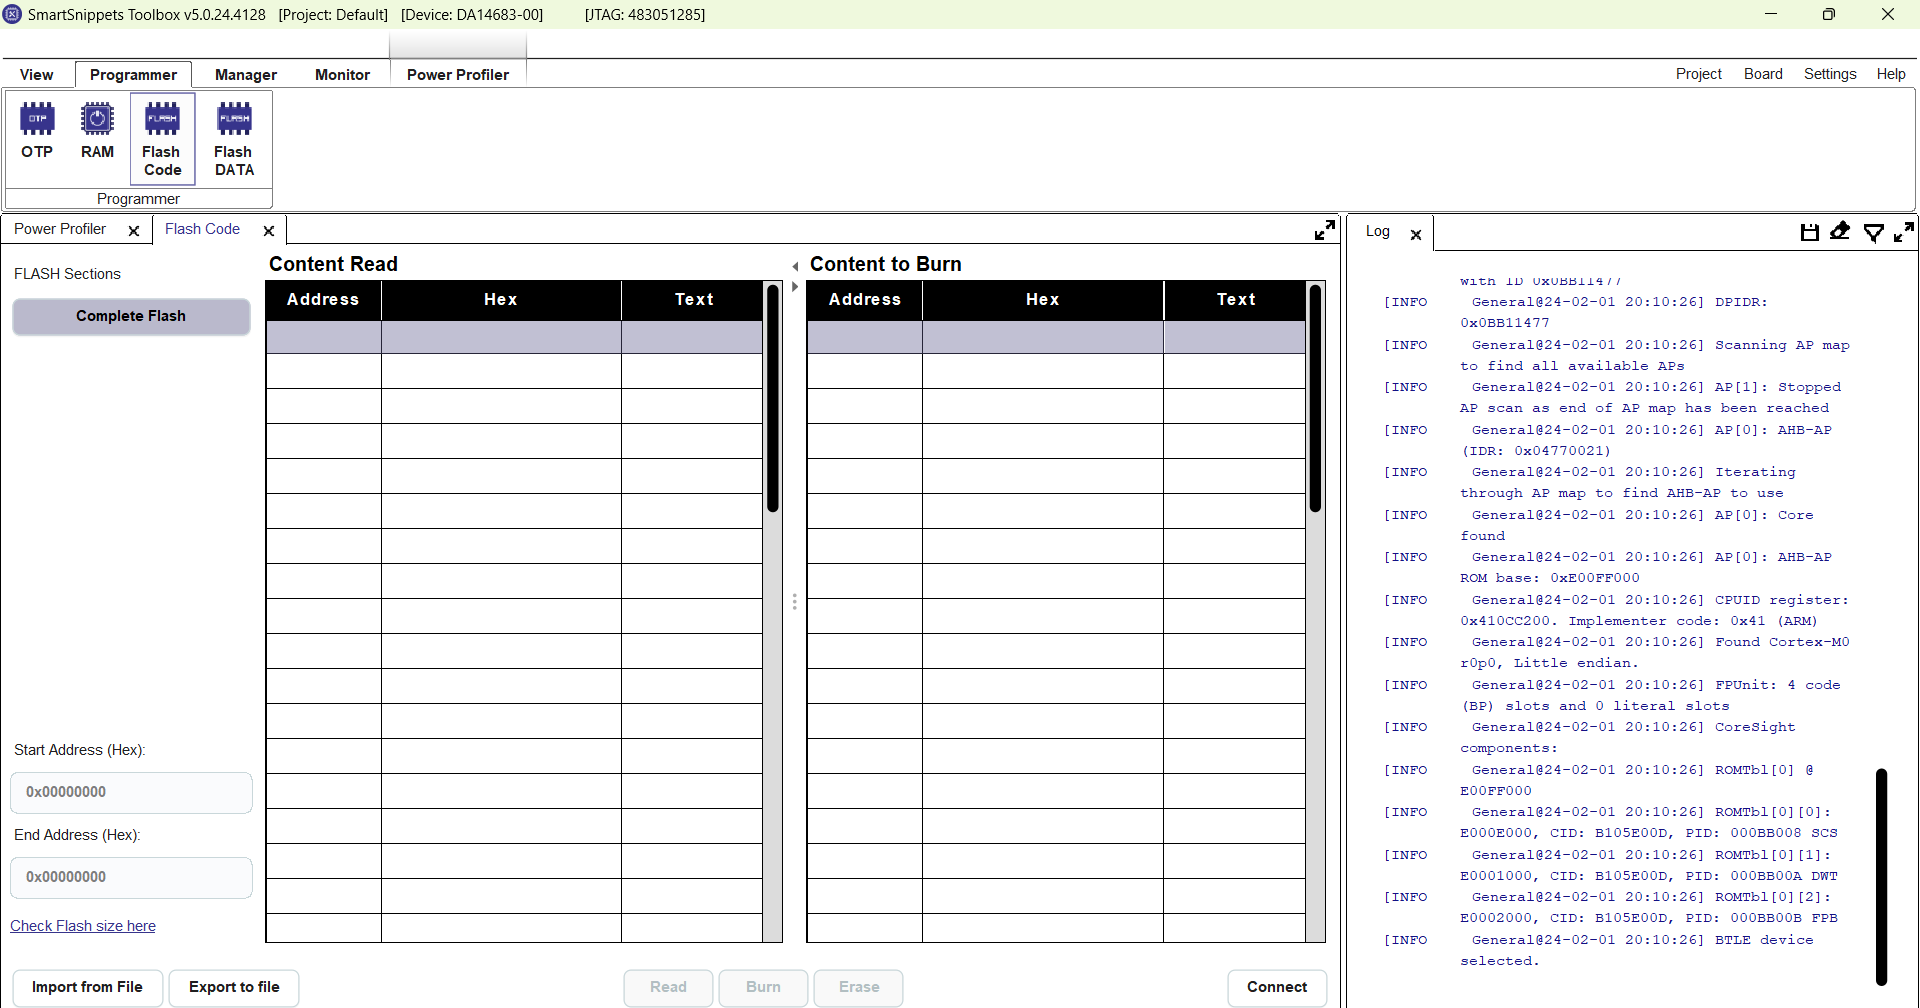 SmartSnippets Toolbox v5.0.24.4128 [Project: Default] [Device: DA14683-00] [JTAG: 483051285]
View Programmer Manager Monitor Power Profiler Project Board Settings Help
OTP FLASH FLASH
OTP RAM Flash Code Flash DATA
Programmer
Power Profiler Flash Code
FLASH Sections
Complete Flash
Start Address (Hex):
0x00000000
End Address (Hex):
0x00000000
Check Flash size here
Import from File Export to file
Content Read
Address Hex Text
Content to Burn
Address Hex Text
Read Burn Erase Connect
Log
with ID 0x0BB11477
[INFO General@24-02-01 20:10:26] DPIDR:
0x0BB11477
[INFO General@24-02-01 20:10:26] Scanning AP map
to find all available APs
[INFO General@24-02-01 20:10:26] AP[1]: Stopped
AP scan as end of AP map has been reached
[INFO General@24-02-01 20:10:26] AP[0]: AHB-AP
(IDR: 0x04770021)
[INFO General@24-02-01 20:10:26] Iterating
through AP map to find AHB-AP to use
[INFO General@24-02-01 20:10:26] AP[0]: Core
found
[INFO General@24-02-01 20:10:26] AP[0]: AHB-AP
ROM base: 0xE00FF000
[INFO General@24-02-01 20:10:26] CPUID register:
0x410CC200. Implementer code: 0x41 (ARM)
[INFO General@24-02-01 20:10:26] Found Cortex-M0
r0p0, Little endian.
[INFO General@24-02-01 20:10:26] FPUnit: 4 code
(BP) slots and 0 literal slots
[INFO General@24-02-01 20:10:26] CoreSight
components:
[INFO General@24-02-01 20:10:26] ROMTbl[0] @
E00FF000
[INFO General@24-02-01 20:10:26] ROMTbl[0][0]:
E000E000, CID: B105E00D, PID: 000BB008 SCS
[INFO General@24-02-01 20:10:26] ROMTbl[0][1]:
E0001000, CID: B105E00D, PID: 000BB00A DWT
[INFO General@24-02-01 20:10:26] ROMTbl[0][2]:
E0002000, CID: B105E00D, PID: 000BB00B FPB
[INFO General@24-02-01 20:10:26] BTLE device
selected.